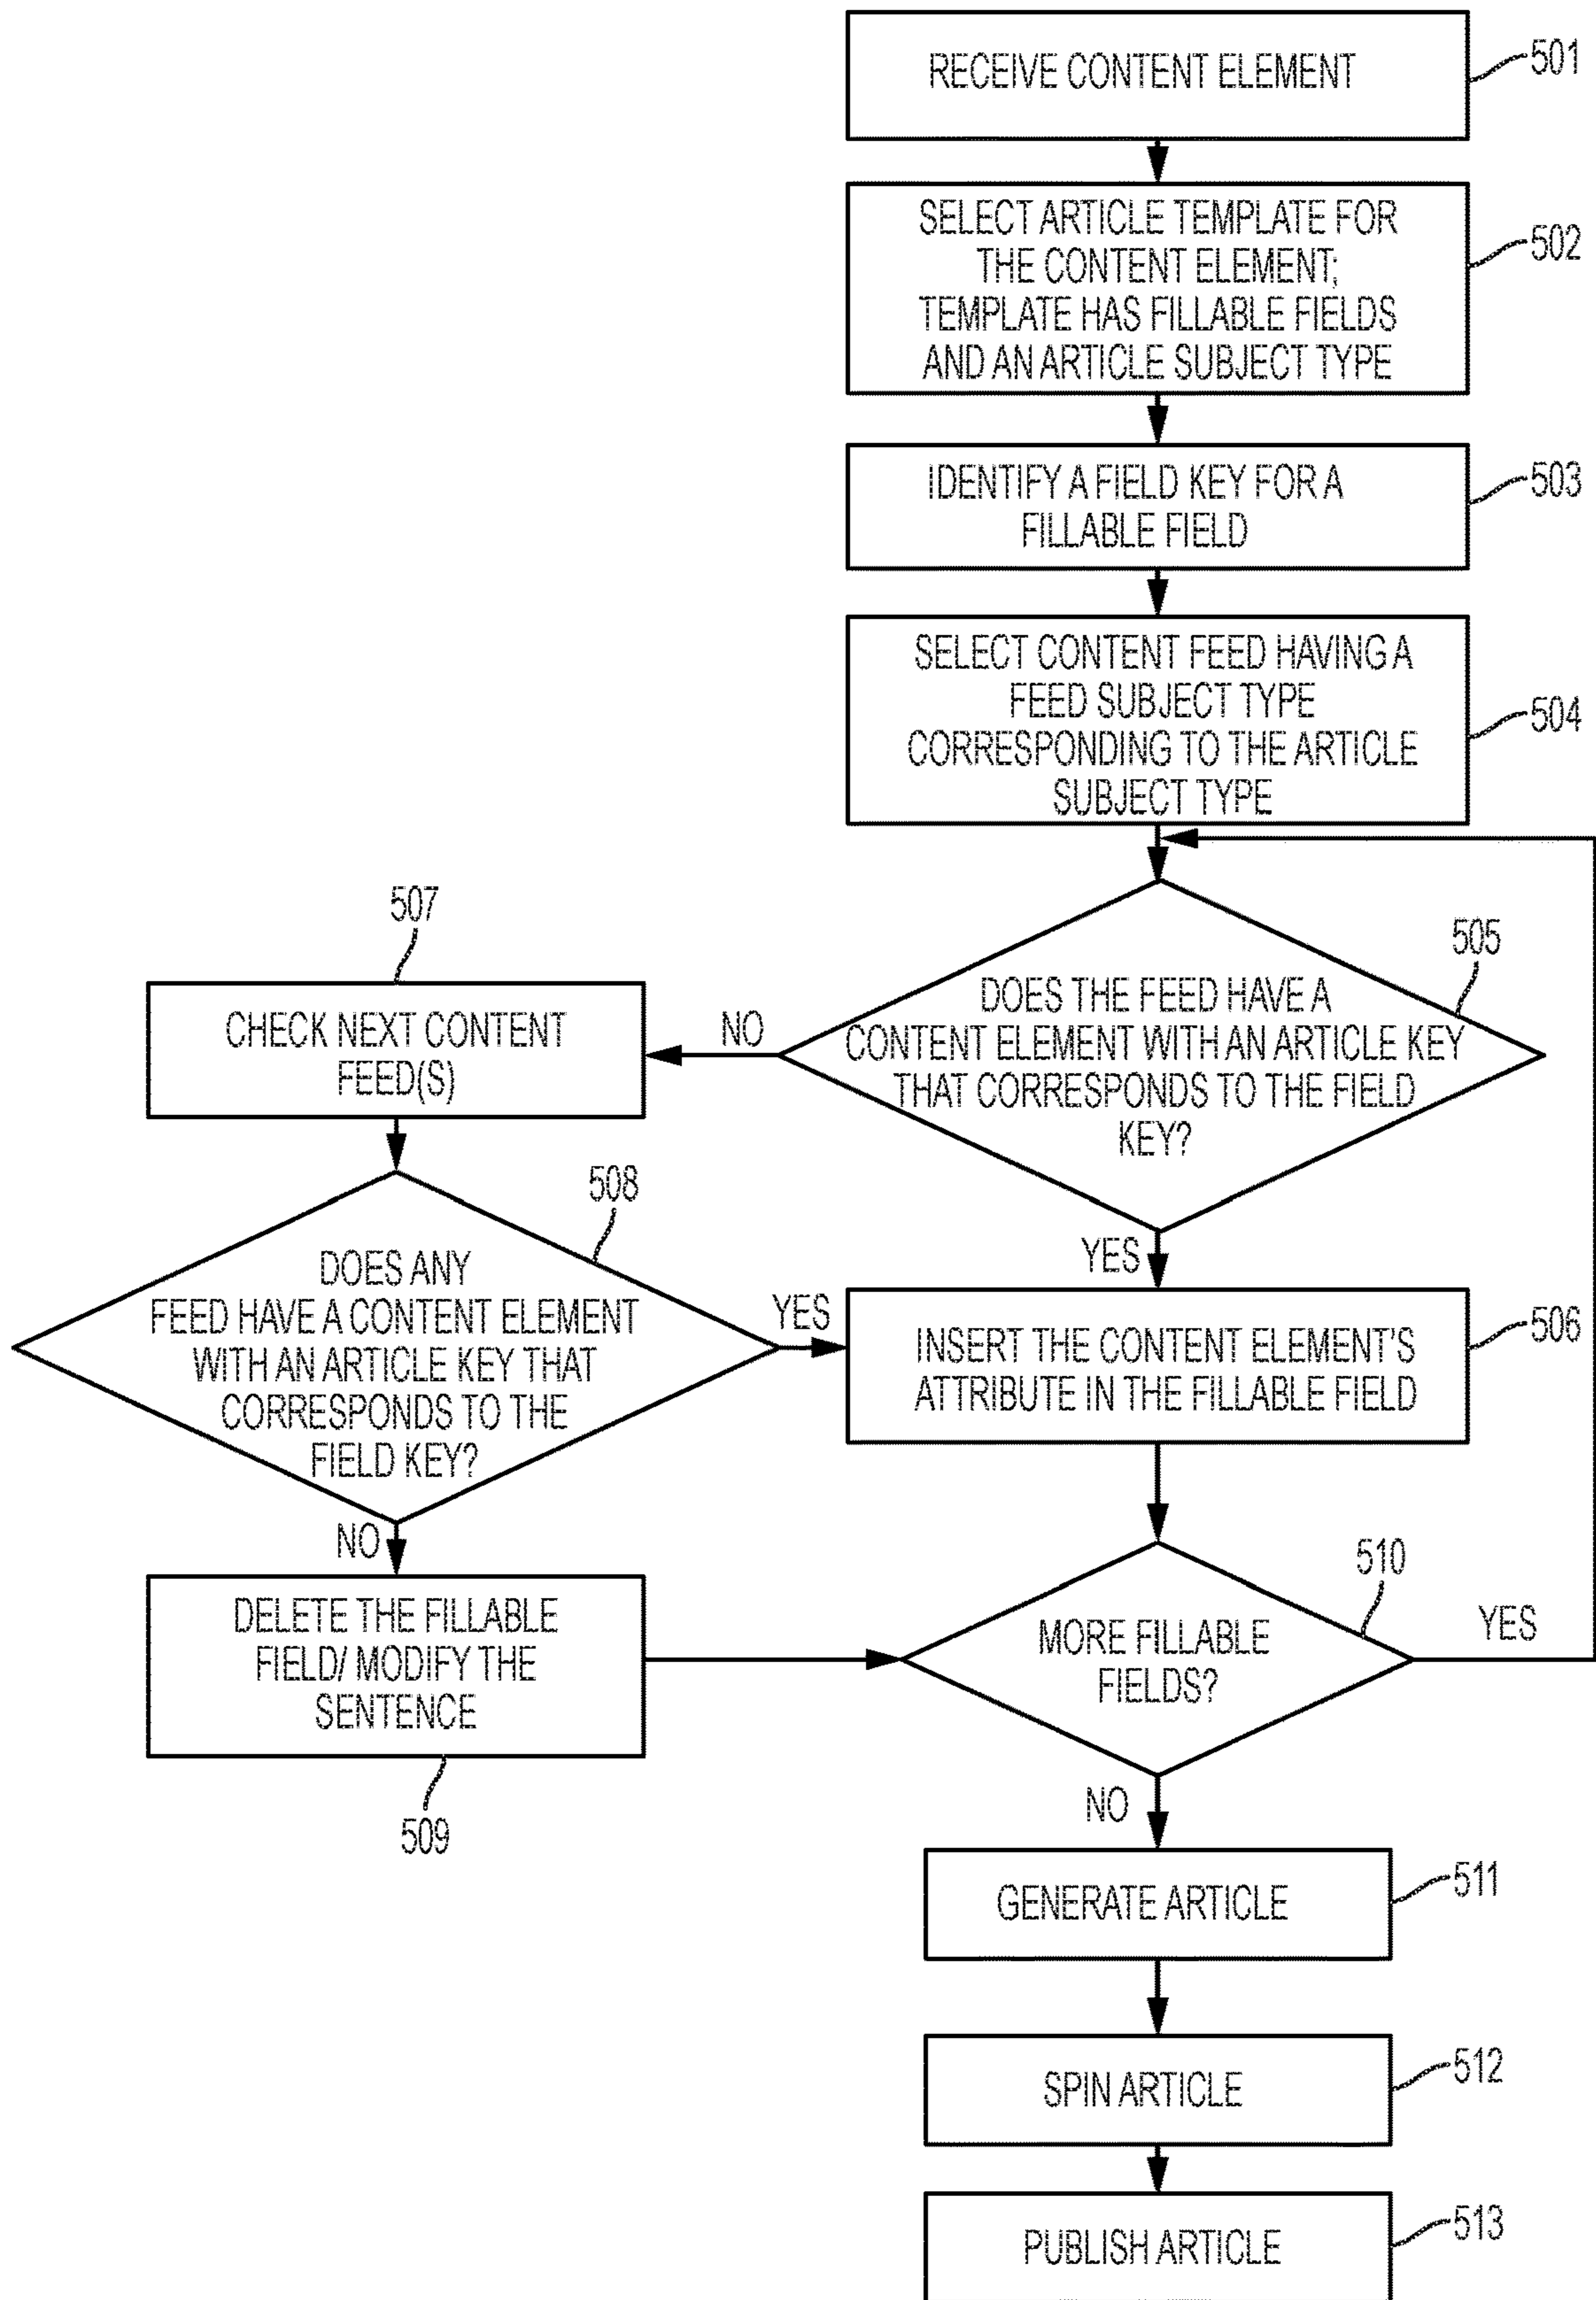 RECEIVE CONTENT ELEMENT
501
SELECT ARTICLE TEMPLATE FOR
THE CONTENT ELEMENT;
TEMPLATE HAS FILLABLE FIELDS
AND AN ARTICLE SUBJECT TYPE
502
IDENTIFY A FIELD KEY FOR A
FILLABLE FIELD
503
SELECT CONTENT FEED HAVING A
FEED SUBJECT TYPE
CORRESPONDING TO THE ARTICLE
SUBJECT TYPE
504
505
DOES THE FEED HAVE A
CONTENT ELEMENT WITH AN ARTICLE KEY
THAT CORRESPONDS TO THE FIELD
KEY?
NO
YES
507
CHECK NEXT CONTENT
FEED(S)
508
DOES ANY
FEED HAVE A CONTENT ELEMENT
WITH AN ARTICLE KEY THAT
CORRESPONDS TO THE
FIELD KEY?
YES
NO
INSERT THE CONTENT ELEMENT'S
ATTRIBUTE IN THE FILLABLE FIELD
506
DELETE THE FILLABLE
FIELD/ MODIFY THE
SENTENCE
509
510
MORE FILLABLE
FIELDS?
YES
NO
GENERATE ARTICLE
511
SPIN ARTICLE
512
PUBLISH ARTICLE
513